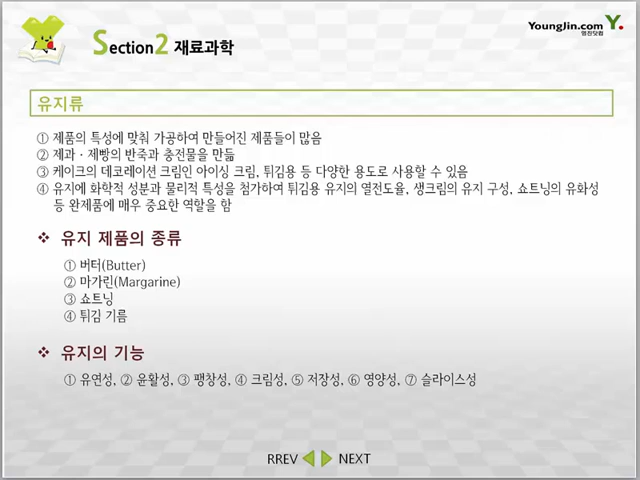 YoungJin.com Y.
영진닷컴
Section2 재료과학
유지류
① 제품의 특성에 맞춰 가공하여 만들어진 제품들이 많음
② 제과 · 제빵의 반죽과 충전물을 만듦
③ 케이크의 데코레이션 크림인 아이싱 크림, 튀김용 등 다양한 용도로 사용할 수 있음
④ 유지에 화학적 성분과 물리적 특성을 첨가하여 튀김용 유지의 열전도율, 생크림의 유지 구성, 쇼트닝의 유화성
등 완제품에 매우 중요한 역할을 함
❖ 유지 제품의 종류
① 버터(Butter)
② 마가린(Margarine)
③ 쇼트닝
④ 튀김 기름
❖ 유지의 기능
① 유연성, ② 윤활성, ③ 팽창성, ④ 크림성, ⑤ 저장성, ⑥ 영양성, ⑦ 슬라이스성
RREV NEXT